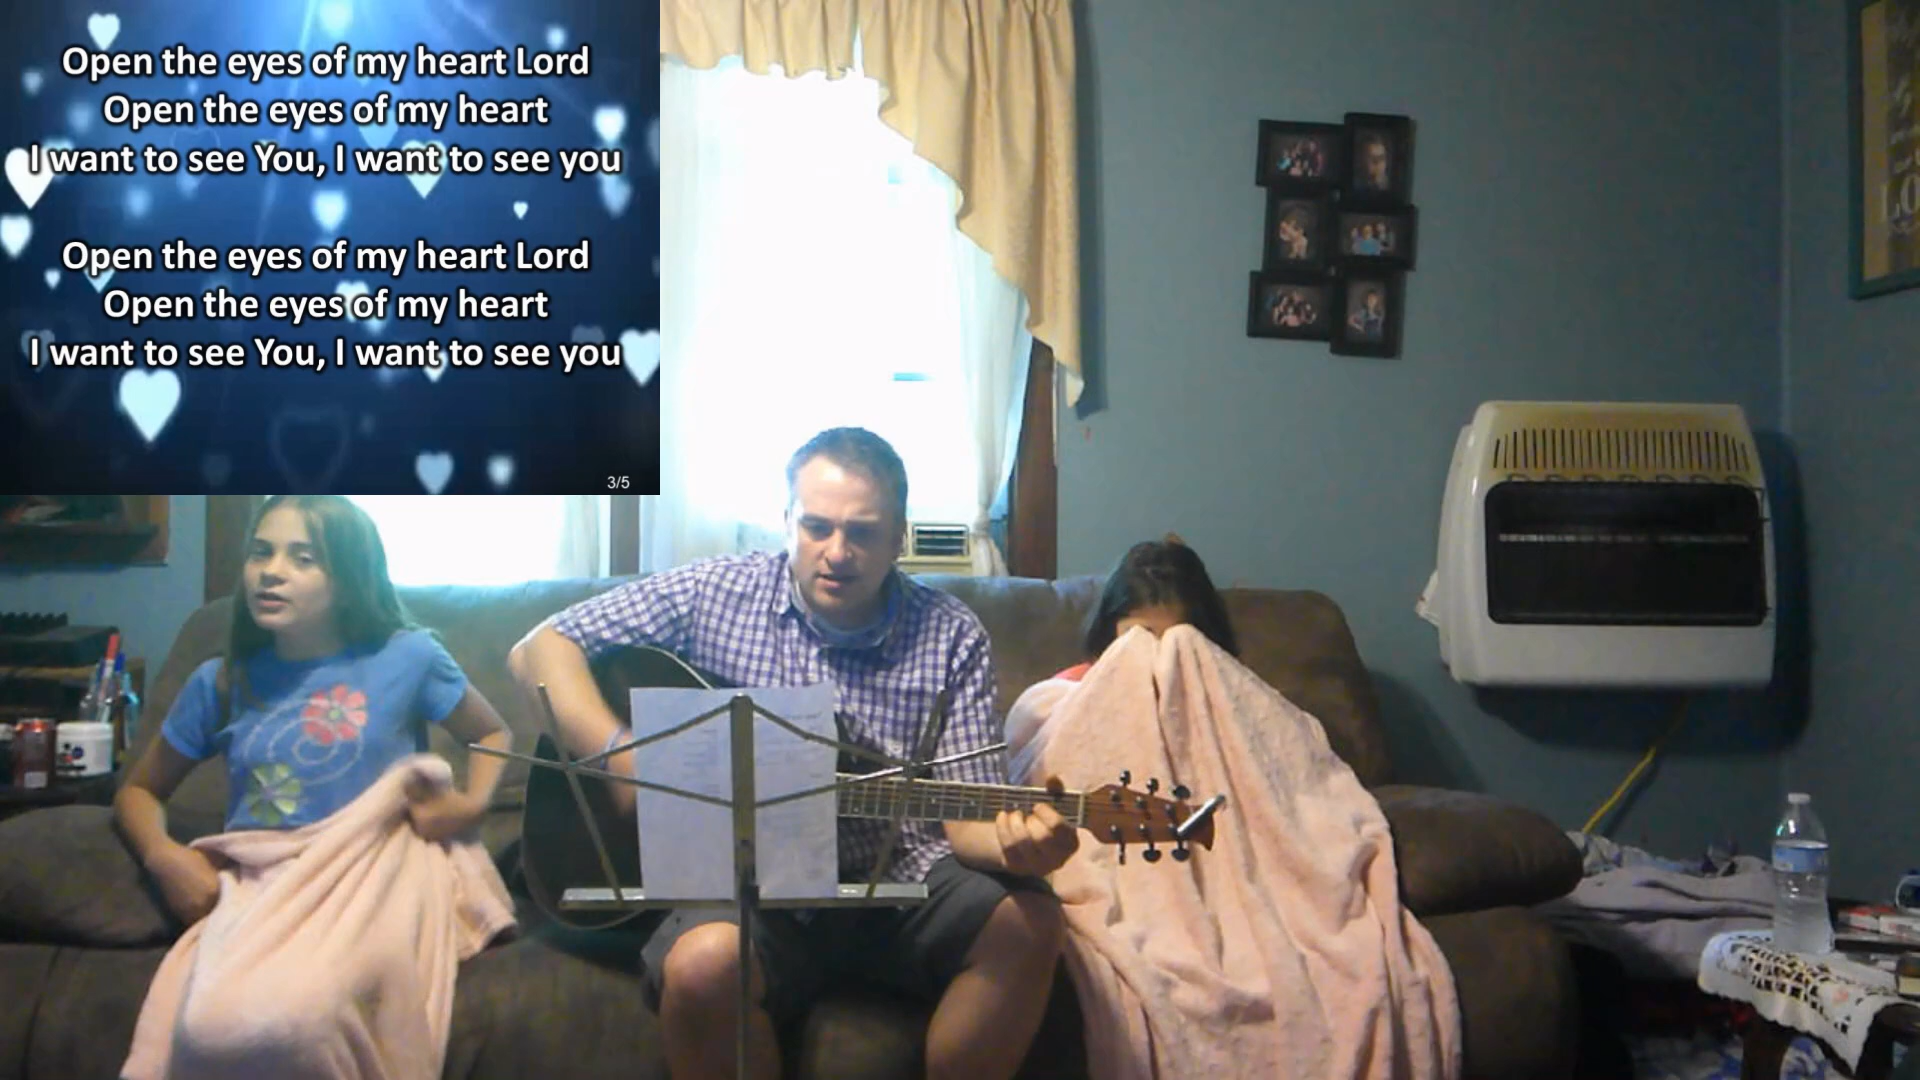 Open the eyes of my heart Lord
Open the eyes of my heart
I want to see You, I want to see you
Open the eyes of my heart Lord
Open the eyes of my heart
I want to see You, I want to see you
3/5